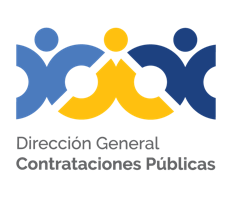 Dirección General
Contrataciones Públicas